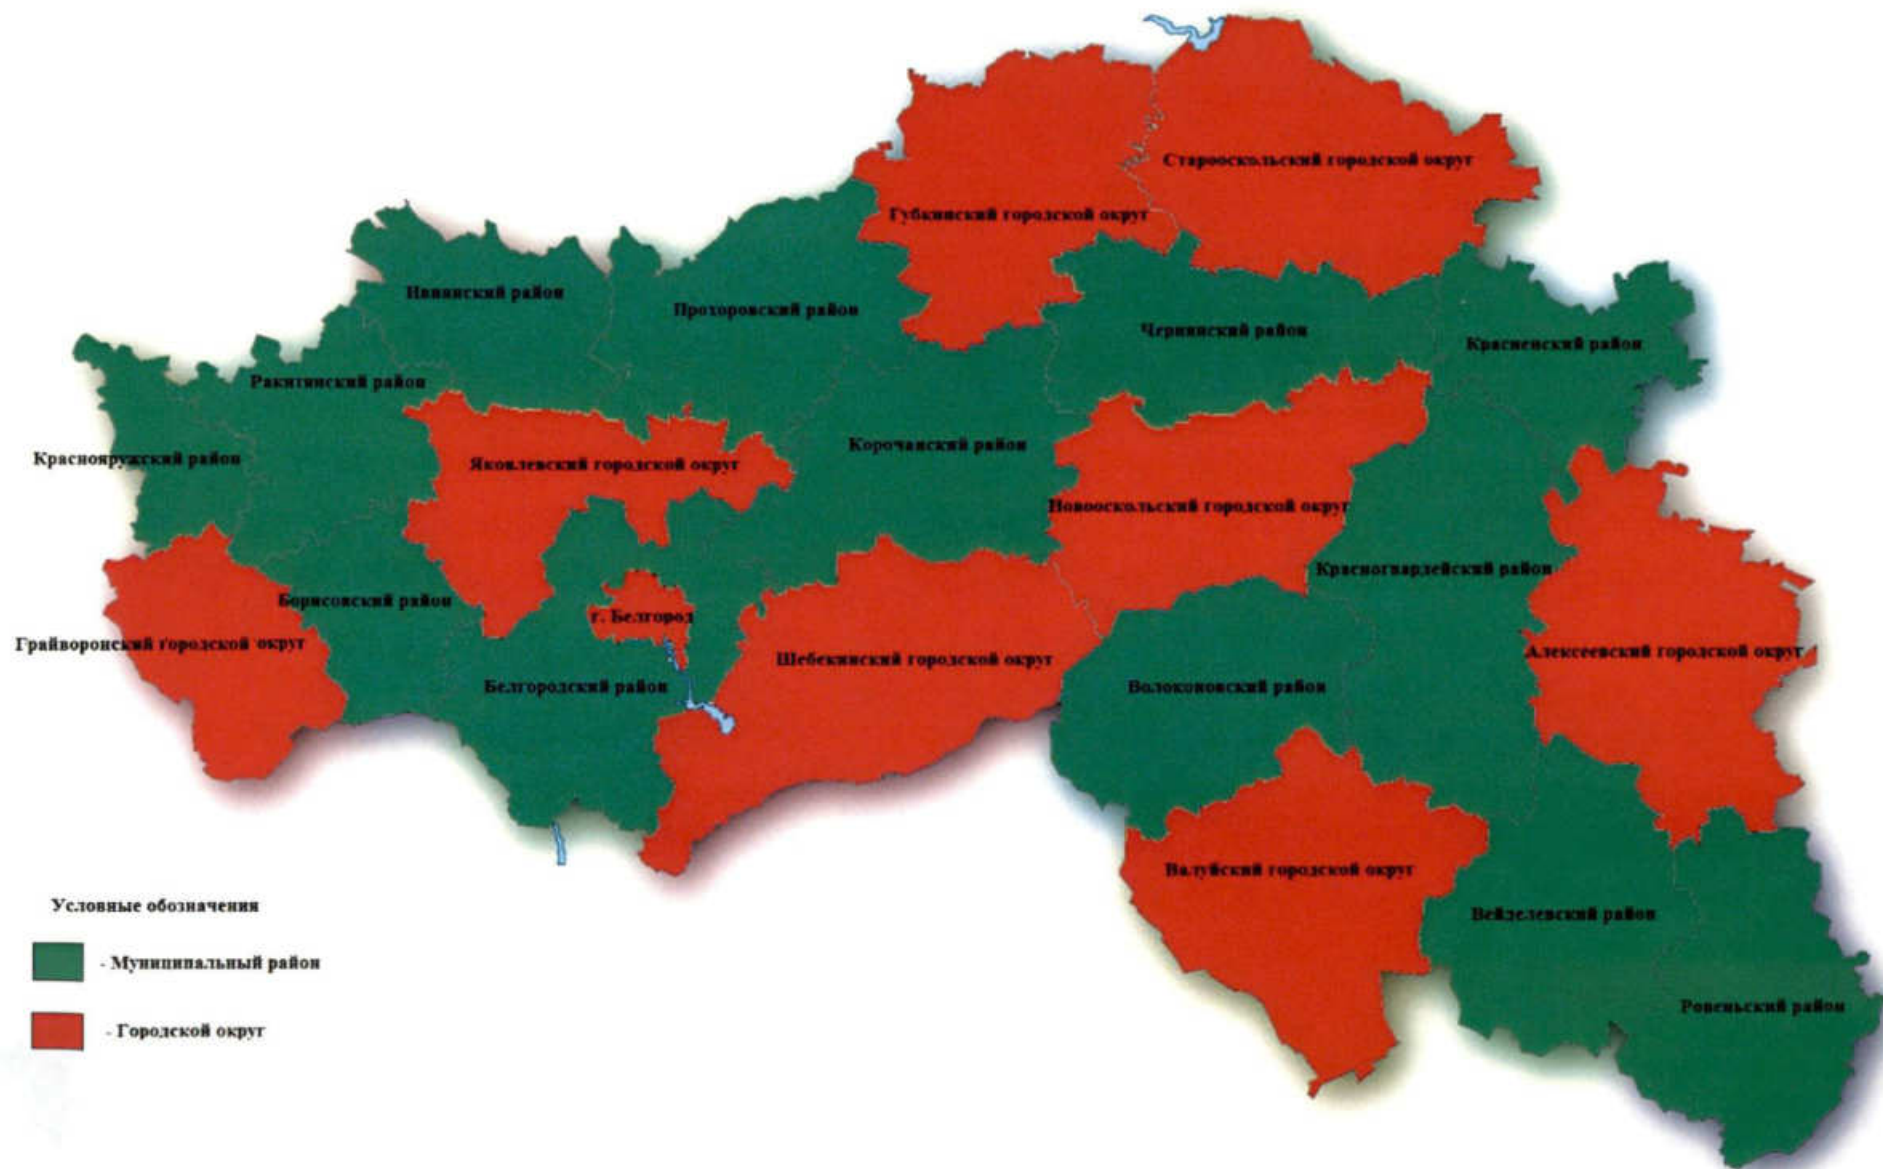 Старооскольский городской округ
Губкинский городской округ
Ивнянский район
Прохоровский район
Чернянский район
Красненский район
Ракитянский район
Корочанский район
Краснояружский район
Яковлевский городской округ
Новооскольский городской округ
Красногвардейский район
Борисовский район
г. Белгород
Грайворонский городской округ
Шебекинский городской округ
Алексеевский городской округ
Белгородский район
Волоконовский район
Валуйский городской округ
Вейделевский район
Ровеньский район
Условные обозначения
- Муниципальный район
- Городской округ